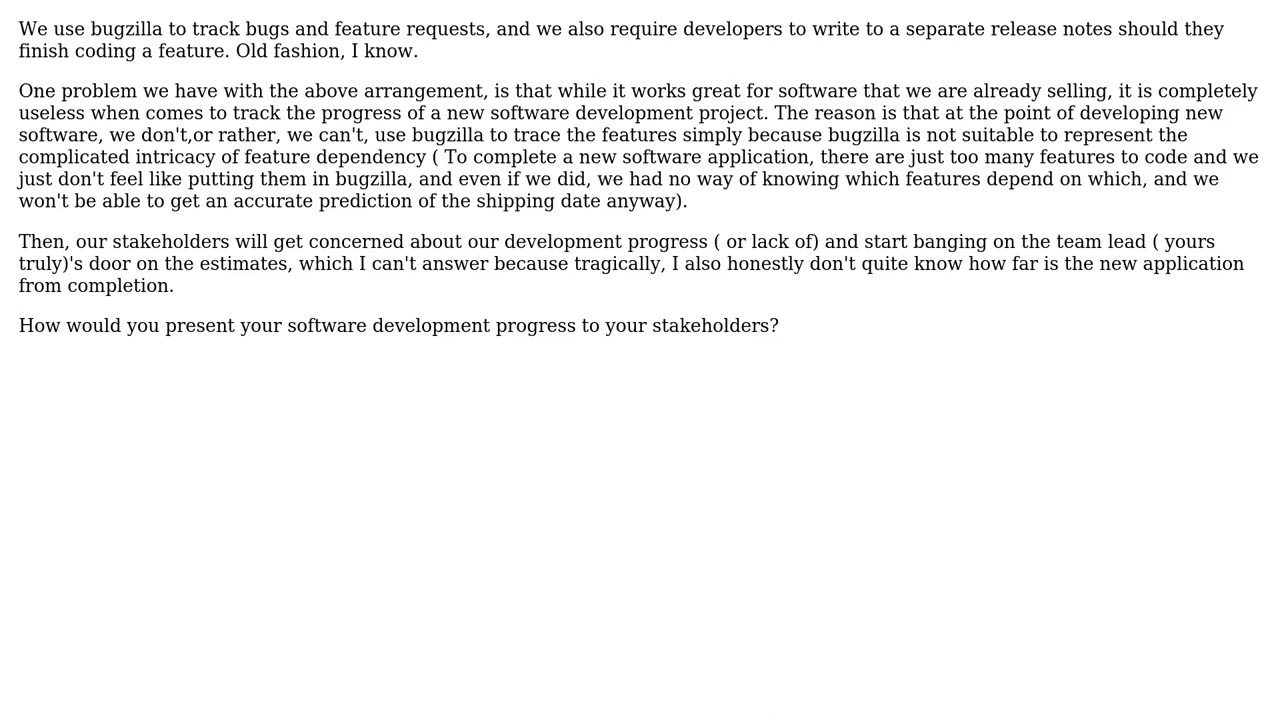 We use bugzilla to track bugs and feature requests, and we also require developers to write to a separate release notes should they
finish coding a feature. Old fashion, I know.
One problem we have with the above arrangement, is that while it works great for software that we are already selling, it is completely
useless when comes to track the progress of a new software development project. The reason is that at the point of developing new
software, we don't,or rather, we can't, use bugzilla to trace the features simply because bugzilla is not suitable to represent the
complicated intricacy of feature dependency ( To complete a new software application, there are just too many features to code and we
just don't feel like putting them in bugzilla, and even if we did, we had no way of knowing which features depend on which, and we
won't be able to get an accurate prediction of the shipping date anyway).
Then, our stakeholders will get concerned about our development progress ( or lack of) and start banging on the team lead ( yours
truly)'s door on the estimates, which I can't answer because tragically, I also honestly don't quite know how far is the new application
from completion.
How would you present your software development progress to your stakeholders?